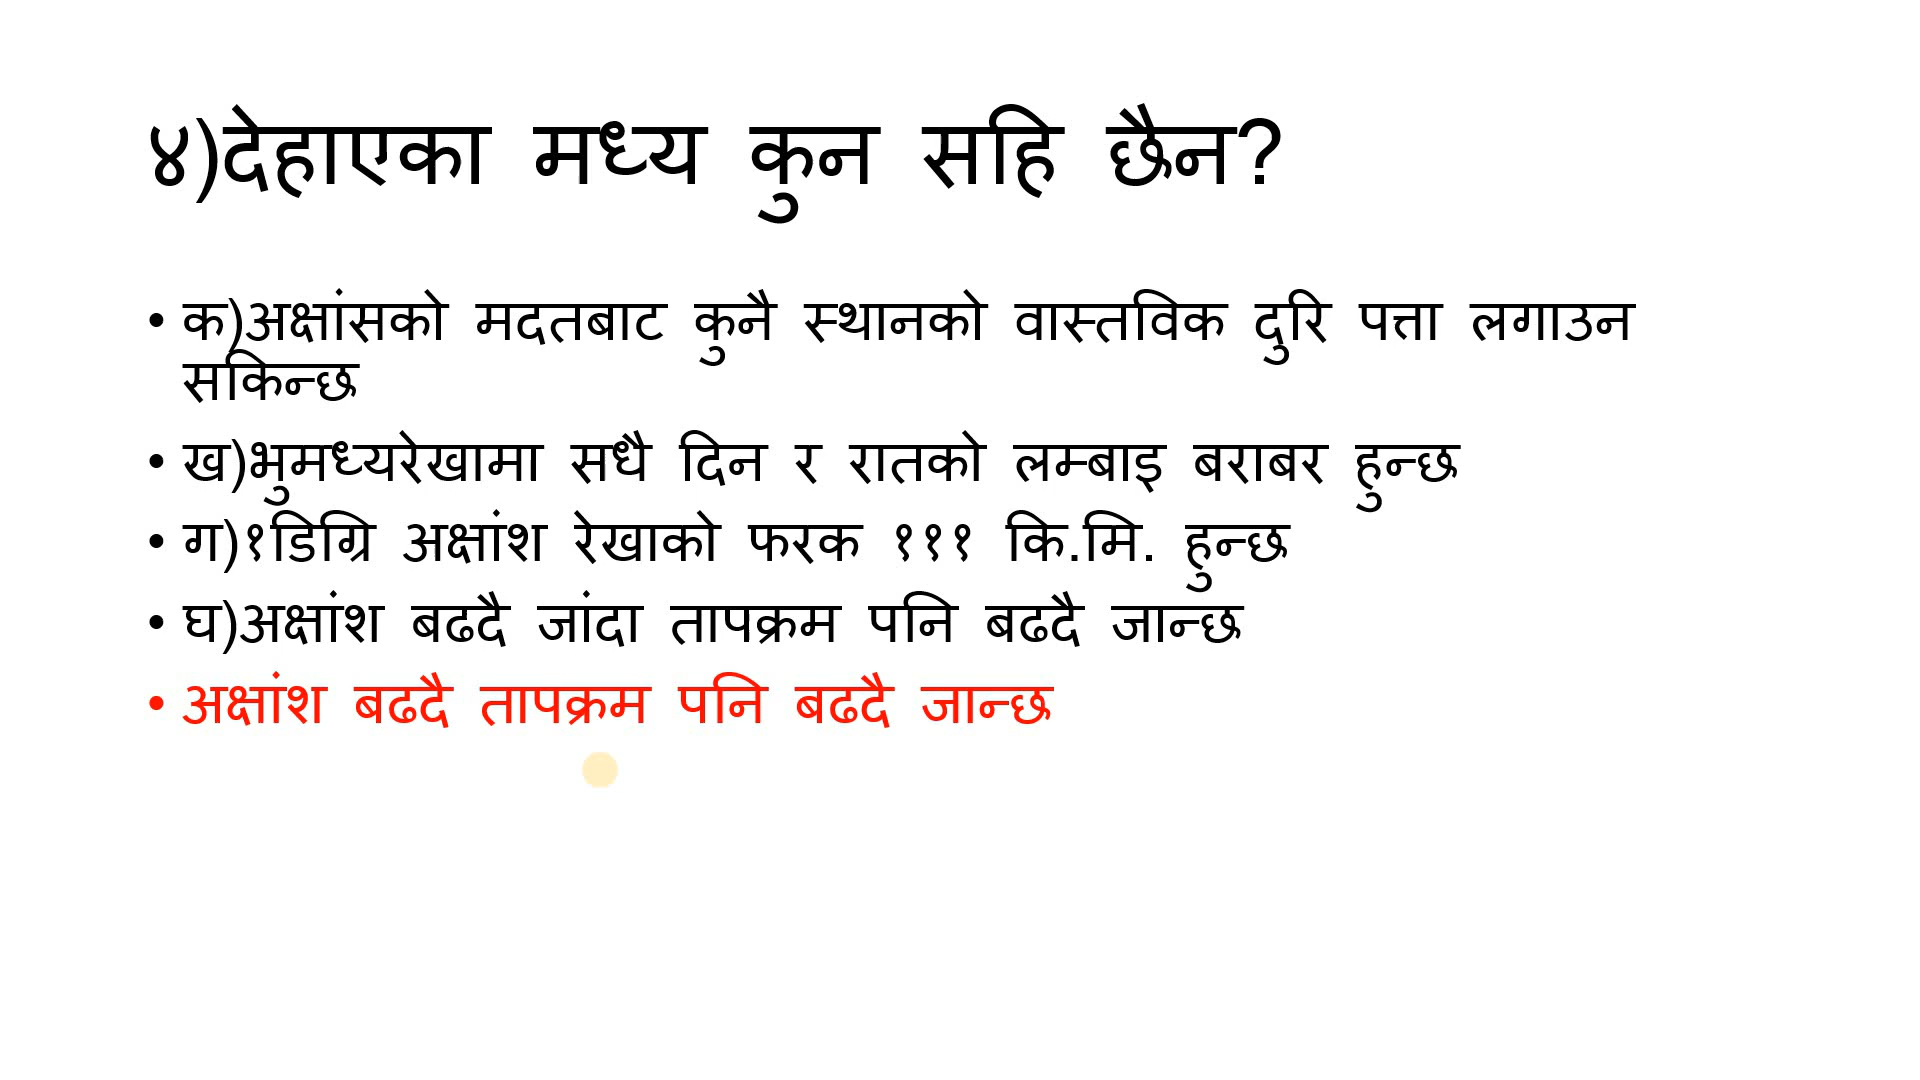 ४)देहाएका मध्य कुन सहि छैन?
• क)अक्षांसको मदतबाट कुनै स्थानको वास्तविक दुरि पत्ता लगाउन
सकिन्छ
• ख)भुमध्यरेखामा सधै दिन र रातको लम्बाइ बराबर हुन्छ
• ग)१डिग्रि अक्षांश रेखाको फरक १११ कि.मि. हुन्छ
• घ)अक्षांश बढदै जांदा तापक्रम पनि बढदै जान्छ
• अक्षांश बढदै तापक्रम पनि बढदै जान्छ